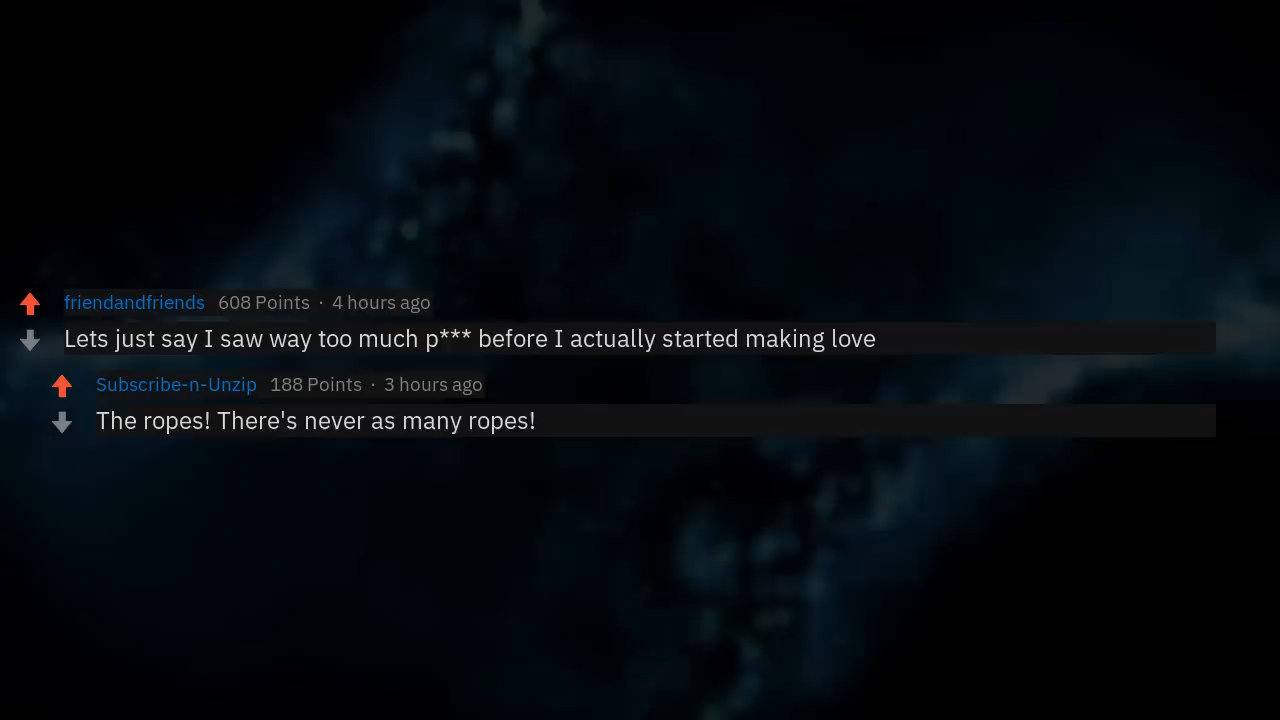 friendandfriends 608 Points · 4 hours ago
Lets just say I saw way too much p*** before I actually started making love
Subscribe-n-Unzip 188 Points · 3 hours ago
The ropes! There's never as many ropes!